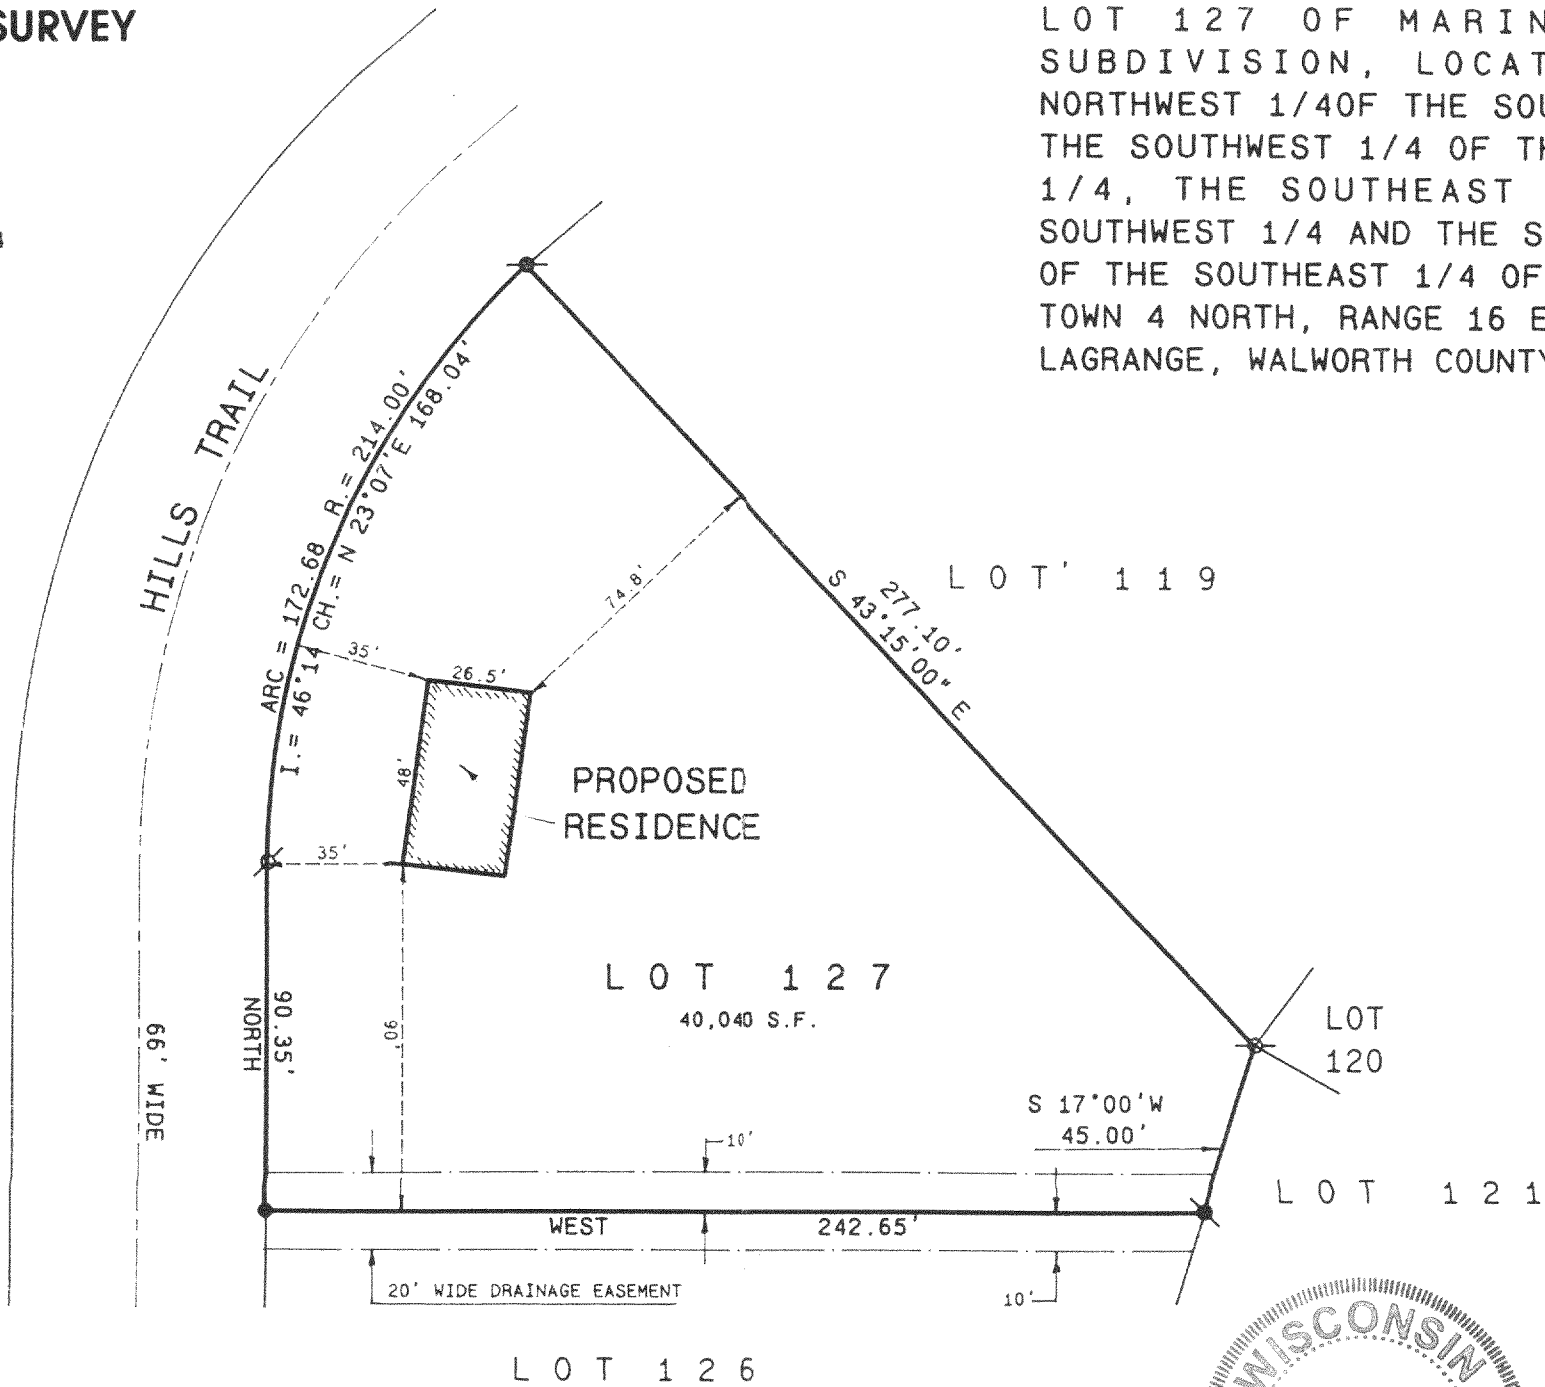 SURVEY
LOT 127 OF MARIN
SUBDIVISION, LOCAT
NORTHWEST 1/4OF THE SOU
THE SOUTHWEST 1/4 OF TH
1/4, THE SOUTHEAST
SOUTHWEST 1/4 AND THE S
OF THE SOUTHEAST 1/4 OF
TOWN 4 NORTH, RANGE 16 E
LAGRANGE, WALWORTH COUNTY
HILLS TRAIL
ARC = 172.68 R.= 214.00'
I.= 46°14 CH.= N 23°07'E 168.04'
74.8'
LOT 119
277.10'
S 43°15'00" E
35'
26.5'
48'
PROPOSED
RESIDENCE
35'
LOT 127
40,040 S.F.
90.35'
NORTH
90'
66' WIDE
LOT
120
S 17°00'W
45.00'
10'
LOT 121
WEST 242.65'
20' WIDE DRAINAGE EASEMENT
10'
WISCONSIN
LOT 126